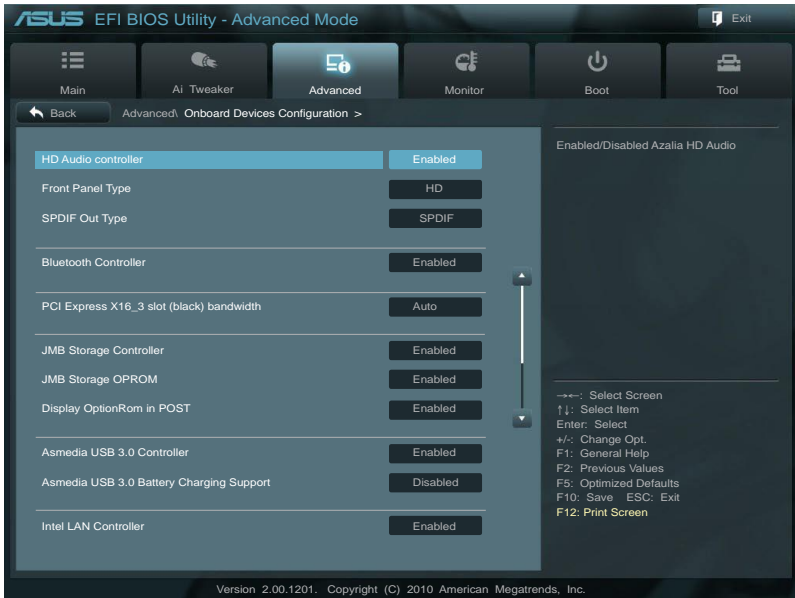 ASUS EFI BIOS Utility - Advanced Mode
Exit
Main
Ai Tweaker
Advanced
Monitor
Boot
Tool
Back
Advanced\ Onboard Devices Configuration >
HD Audio controller Enabled
Front Panel Type HD
SPDIF Out Type SPDIF
Bluetooth Controller Enabled
PCI Express X16_3 slot (black) bandwidth Auto
JMB Storage Controller Enabled
JMB Storage OPROM Enabled
Display OptionRom in POST Enabled
Asmedia USB 3.0 Controller Enabled
Asmedia USB 3.0 Battery Charging Support Disabled
Intel LAN Controller Enabled
Enabled/Disabled Azalia HD Audio
→←: Select Screen
↑↓: Select Item
Enter: Select
+/-: Change Opt.
F1: General Help
F2: Previous Values
F5: Optimized Defaults
F10: Save ESC: Exit
F12: Print Screen
Version 2.00.1201. Copyright (C) 2010 American Megatrends, Inc.